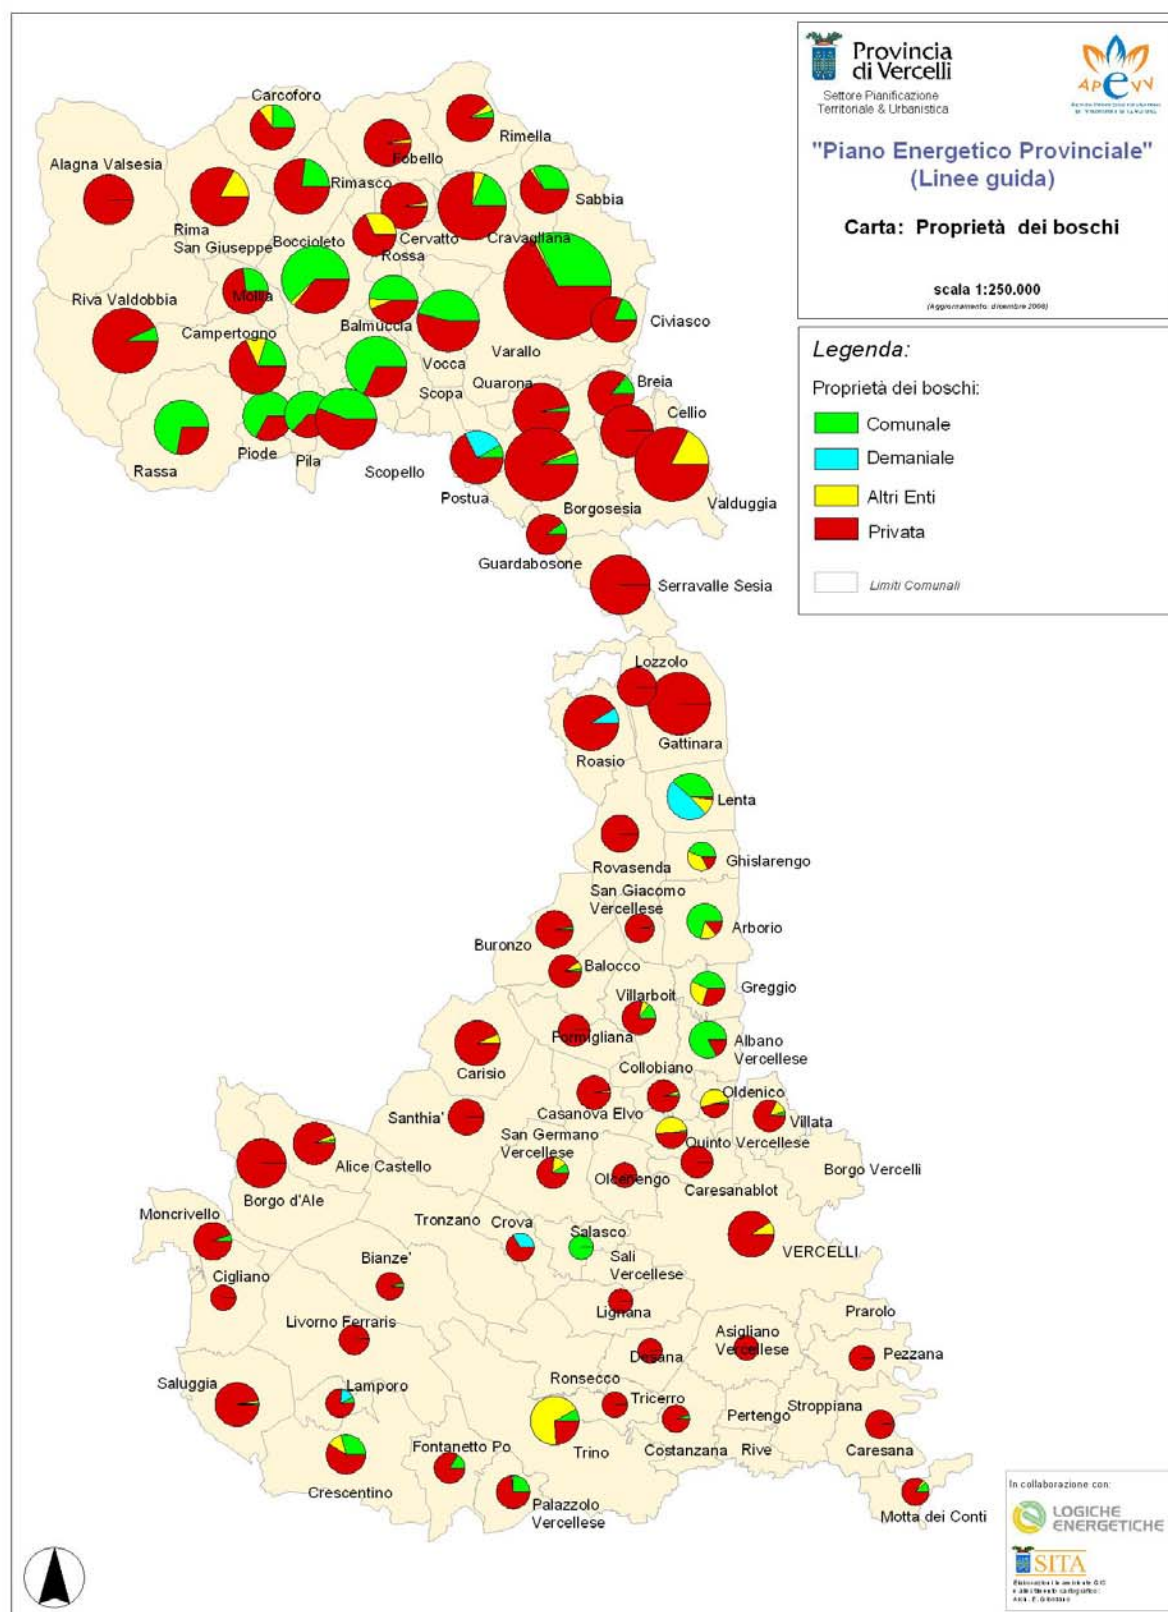 Provincia
di Vercelli
Settore Pianificazione
Territoriale & Urbanistica
"Piano Energetico Provinciale"
(Linee guida)
Carta: Proprietà dei boschi
scala 1:250.000
(Aggiornamento: dicembre 2008)
Legenda:
Proprietà dei boschi:
Comunale
Demaniale
Altri Enti
Privata
Limiti Comunali
Carcoforo
Rimella
Fobello
Alagna Valsesia
Rimasco
Sabbia
Rima
San Giuseppe
Cervatto
Cravagliana
Boccioleto
Rossa
Riva Valdobbia
Mollia
Balmuccia
Civiasco
Campertogno
Vocca
Varallo
Scopa
Quarona
Breia
Cellio
Rassa
Piode
Pila
Scopello
Postua
Borgosesia
Valduggia
Guardabosone
Serravalle Sesia
Lozzolo
Gattinara
Roasio
Lenta
Rovasenda
Ghislarengo
San Giacomo
Vercellese
Arborio
Buronzo
Balocco
Greggio
Villarboit
Formigliana
Albano
Vercellese
Carisio
Collobiano
Oldenico
Santhia'
Casanova Elvo
Villata
San Germano
Vercellese
Quinto Vercellese
Alice Castello
Olcenengo
Caresanablot
Borgo Vercelli
Borgo d'Ale
Moncrivello
Tronzano
Crova
Salasco
VERCELLI
Cigliano
Bianze'
Sali
Vercellese
Lignana
Livorno Ferraris
Prarolo
Asigliano
Vercellese
Desana
Pezzana
Saluggia
Lamporo
Ronsecco
Tricerro
Stroppiana
Pertengo
Trino
Costanzana
Rive
Caresana
Fontanetto Po
Crescentino
Palazzolo
Vercellese
Motta dei Conti
In collaborazione con:
LOGICHE
ENERGETICHE
SITA